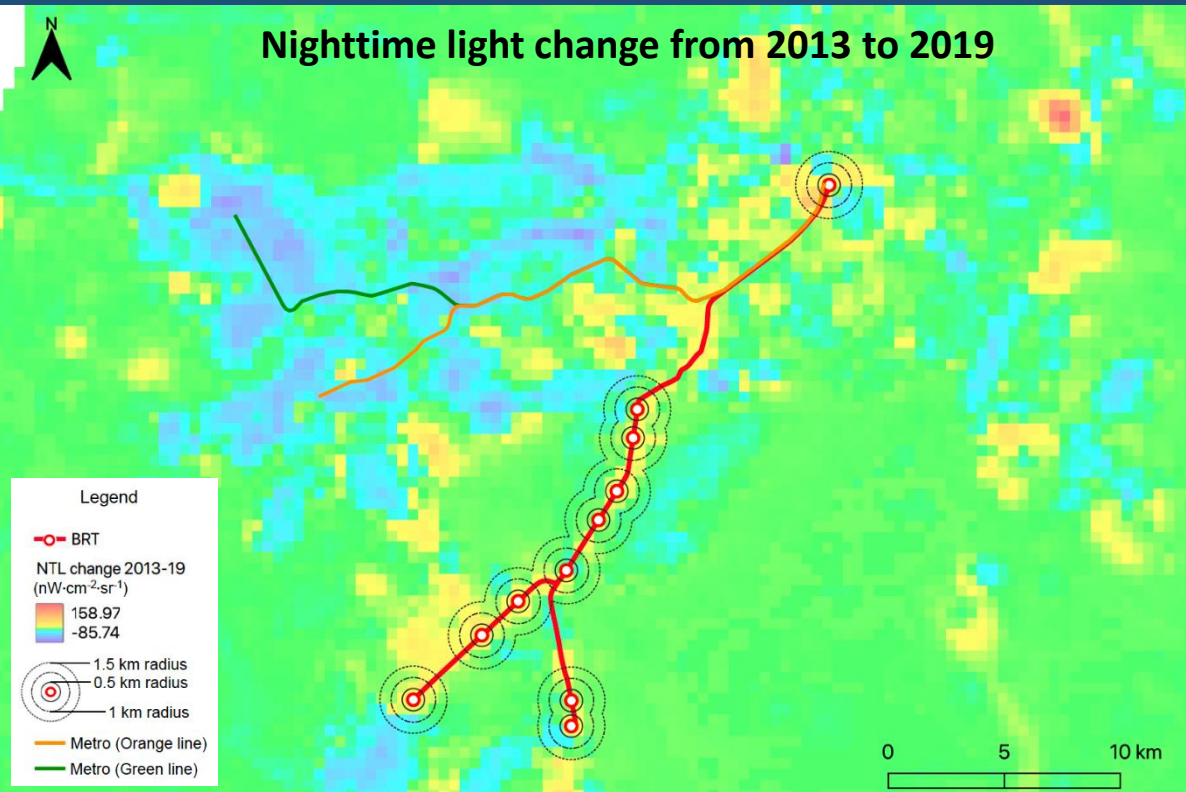 N
Nighttime light change from 2013 to 2019
Legend
BRT
NTL change 2013-19
(nW·cm⁻²·sr⁻¹)
158.97
-85.74
1.5 km radius
0.5 km radius
1 km radius
Metro (Orange line)
Metro (Green line)
0 5 10 km